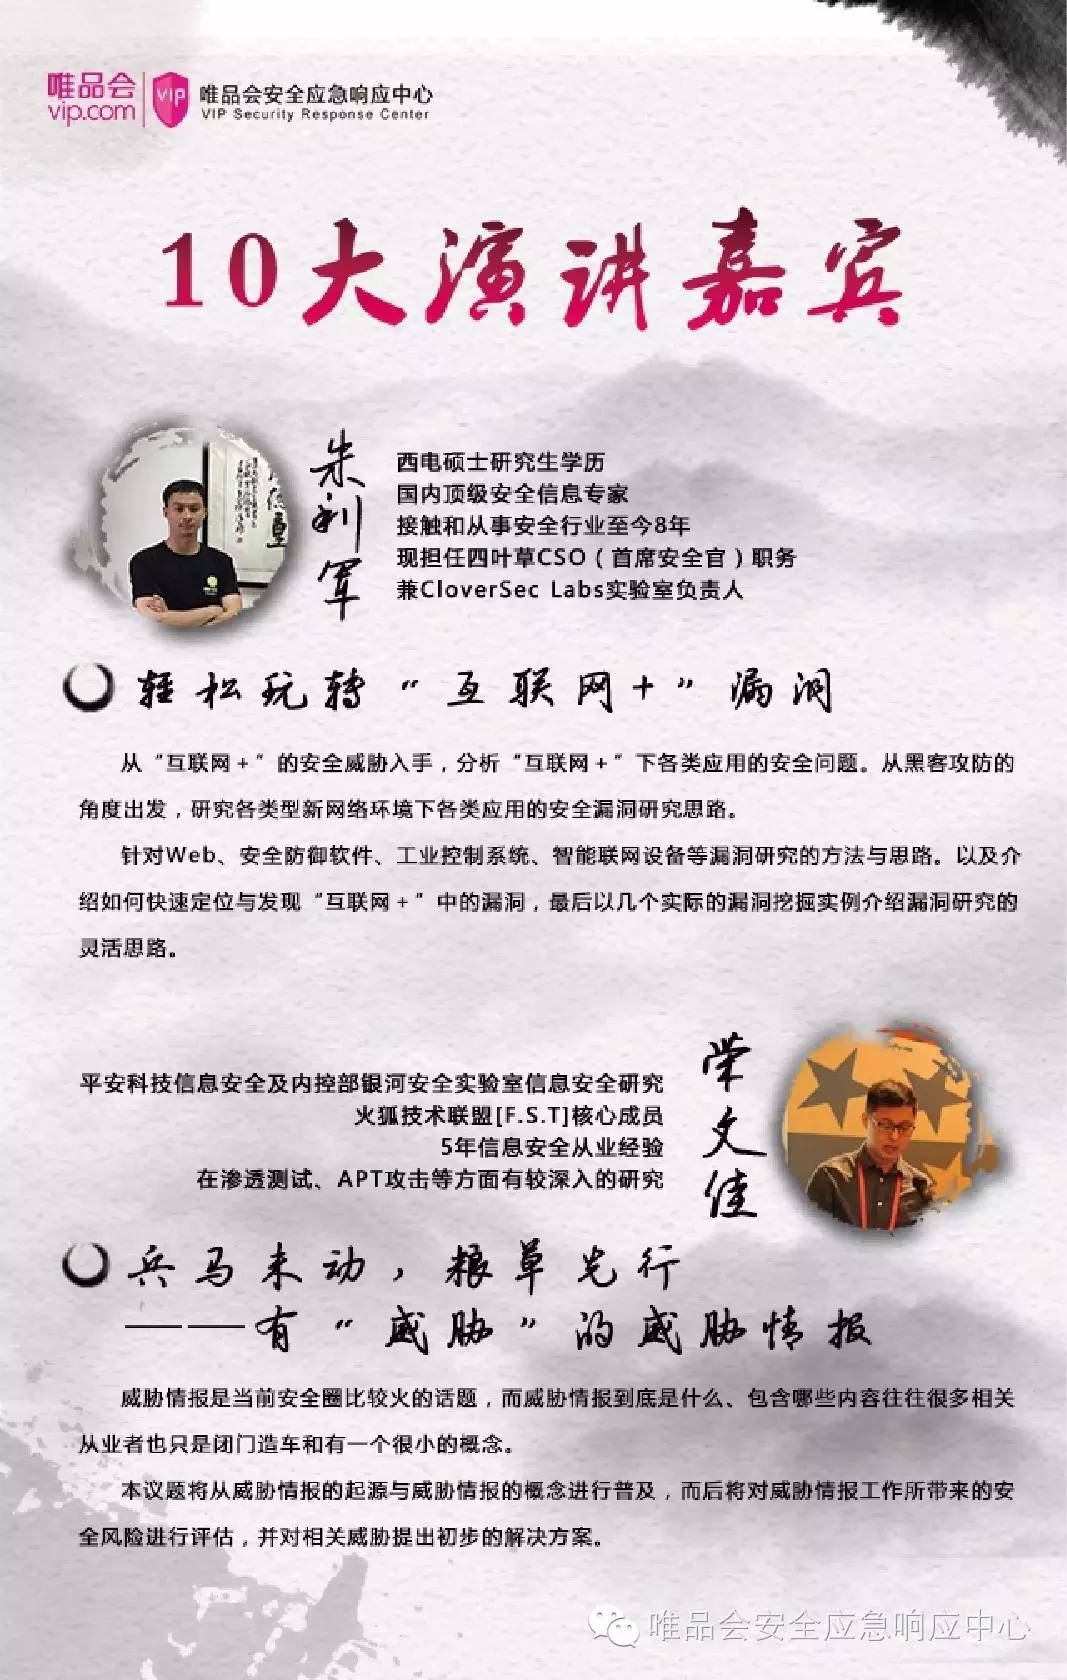 唯品会
vip.com
VIP
唯品会安全应急响应中心
VIP Security Response Center
10大演讲嘉宾
朱利军
西电硕士研究生学历
国内顶级安全信息专家
接触和从事安全行业至今8年
现担任四叶草CSO（首席安全官）职务
兼CloverSec Labs实验室负责人
轻松玩转“互联网+”漏洞
从“互联网+”的安全威胁入手，分析“互联网+”下各类应用的安全问题。从黑客攻防的
角度出发，研究各类型新网络环境下各类应用的安全漏洞研究思路。
针对Web、安全防御软件、工业控制系统、智能联网设备等漏洞研究的方法与思路。以及介
绍如何快速定位与发现“互联网+”中的漏洞，最后以几个实际的漏洞挖掘实例介绍漏洞研究的
灵活思路。
荣文佳
平安科技信息安全及内控部银河安全实验室信息安全研究
火狐技术联盟[F.S.T]核心成员
5年信息安全从业经验
在渗透测试、APT攻击等方面有较深入的研究
兵马未动，粮草先行
——有“威胁”的威胁情报
威胁情报是当前安全圈比较火的话题，而威胁情报到底是什么、包含哪些内容往往很多相关
从业者也只是闭门造车和有一个很小的概念。
本议题将从威胁情报的起源与威胁情报的概念进行普及，而后将对威胁情报工作所带来的安
全风险进行评估，并对相关威胁提出初步的解决方案。
唯品会安全应急响应中心